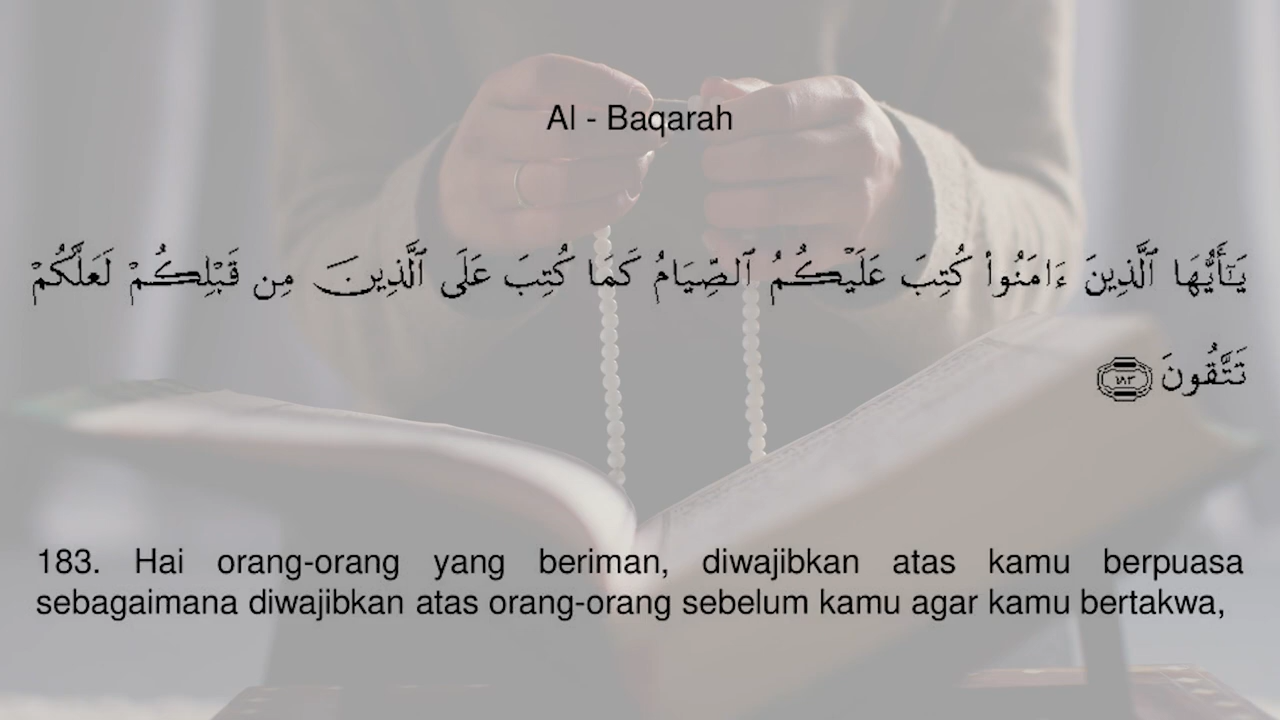 Al - Baqarah
يَـٰٓأَيُّهَا ٱلَّذِينَ ءَامَنُوا۟ كُتِبَ عَلَيْكُمُ ٱلصِّيَامُ كَمَا كُتِبَ عَلَى ٱلَّذِينَ مِن قَبْلِكُمْ لَعَلَّكُمْ
تَتَّقُونَ ١٨٣
183. Hai orang-orang yang beriman, diwajibkan atas kamu berpuasa
sebagaimana diwajibkan atas orang-orang sebelum kamu agar kamu bertakwa,